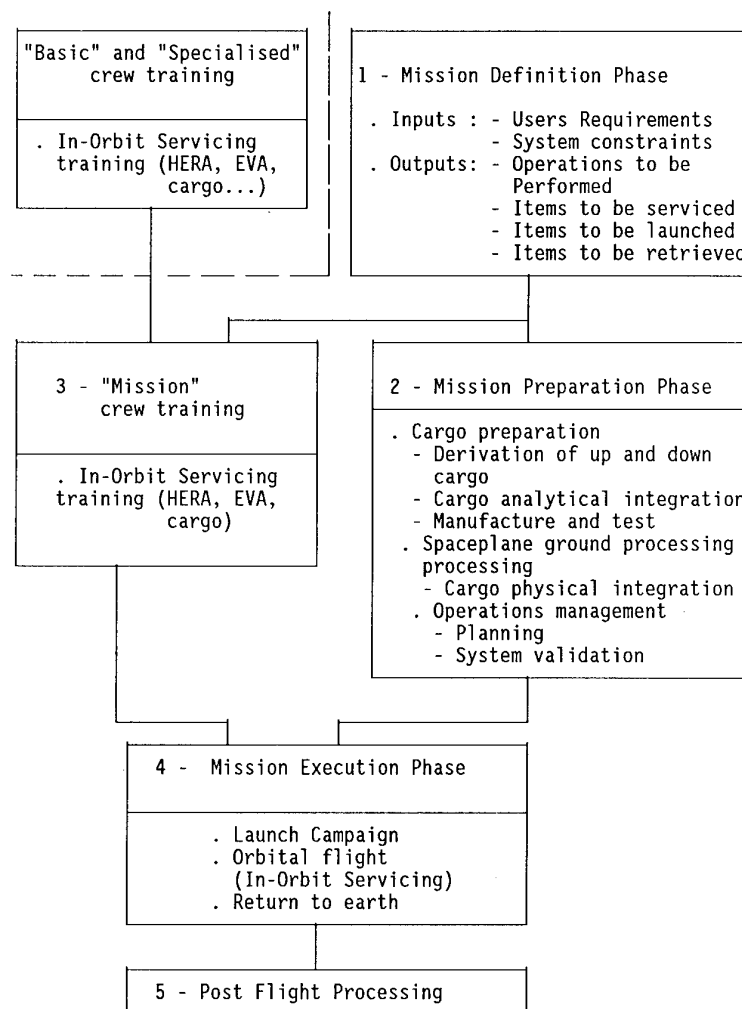 "Basic" and "Specialised"
crew training
. In-Orbit Servicing
training (HERA, EVA,
cargo...)
1 - Mission Definition Phase
. Inputs : - Users Requirements
- System constraints
. Outputs: - Operations to be
Performed
- Items to be serviced
- Items to be launched
- Items to be retrieved
3 - "Mission"
crew training
. In-Orbit Servicing
training (HERA, EVA,
cargo)
2 - Mission Preparation Phase
. Cargo preparation
- Derivation of up and down
cargo
- Cargo analytical integration
- Manufacture and test
. Spaceplane ground processing
processing
- Cargo physical integration
. Operations management
- Planning
- System validation
4 - Mission Execution Phase
. Launch Campaign
. Orbital flight
(In-Orbit Servicing)
. Return to earth
5 - Post Flight Processing